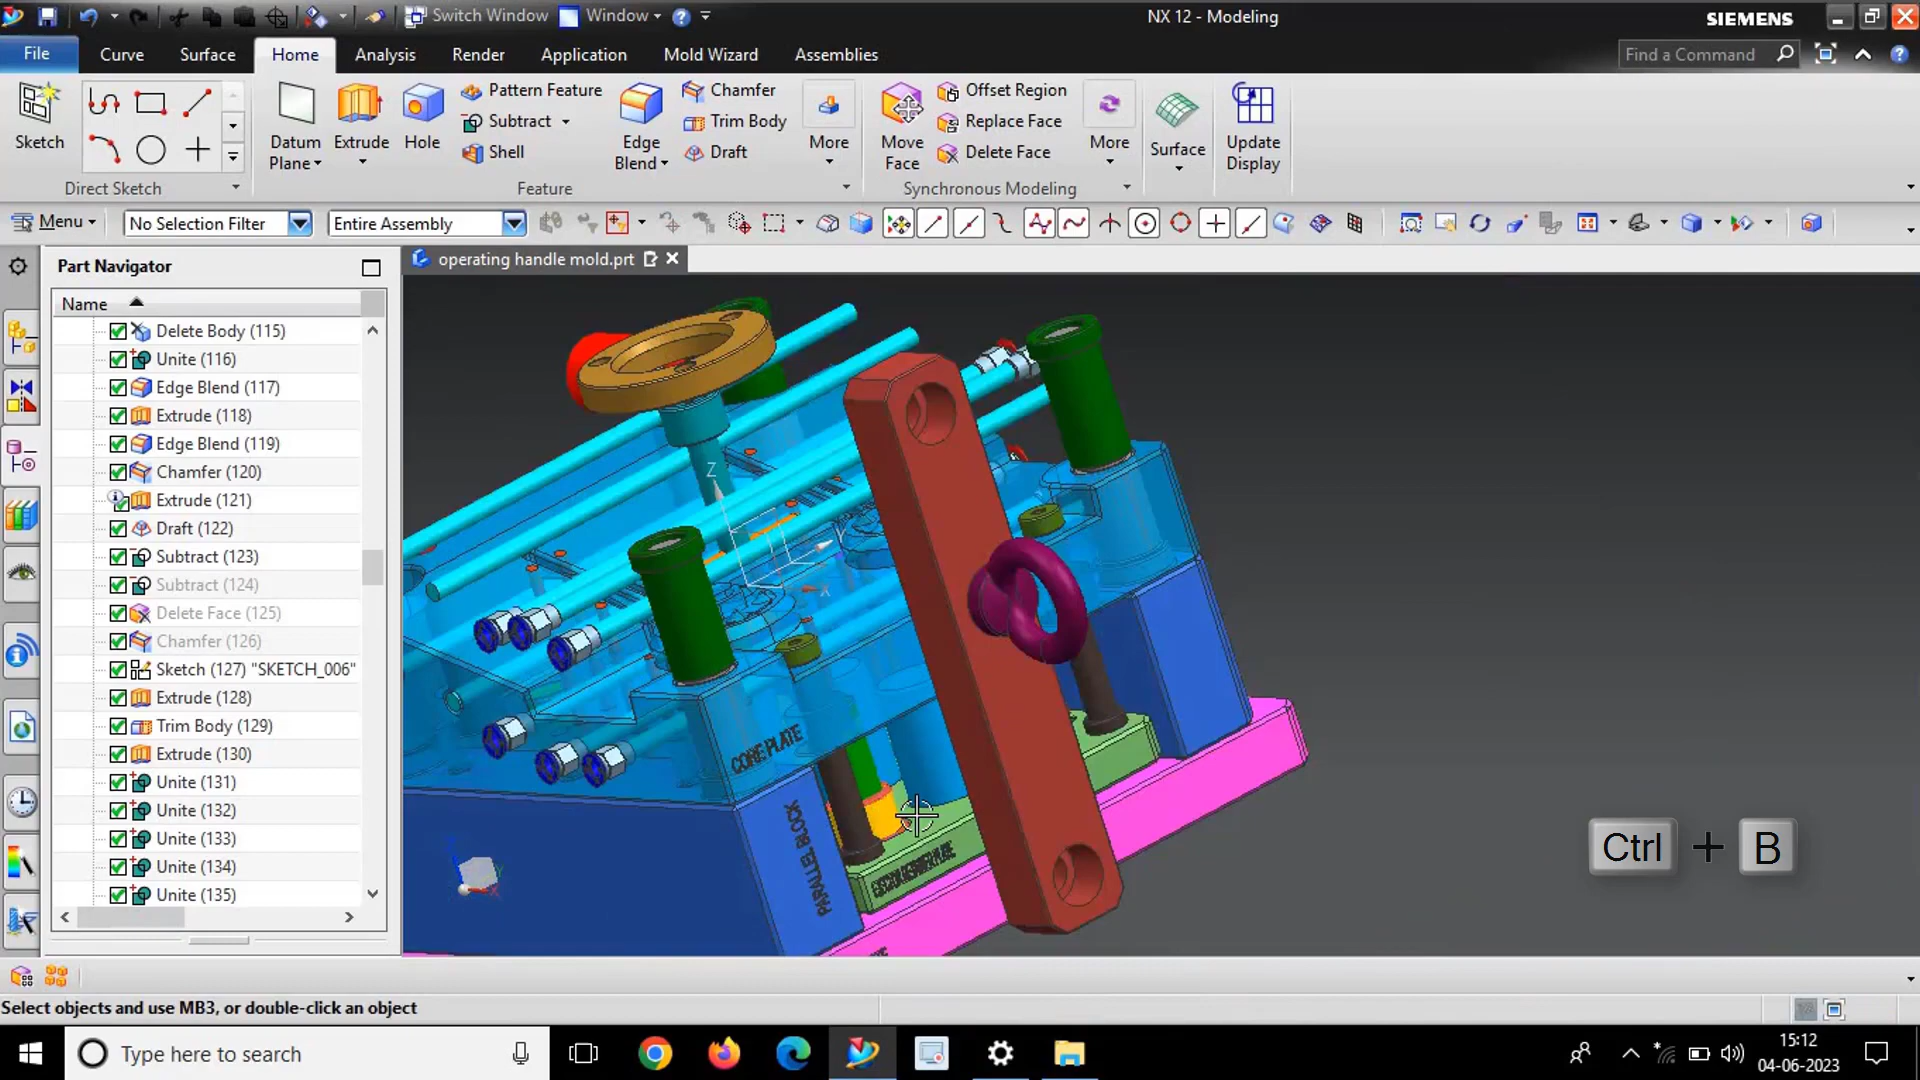 Switch Window
Window
NX 12 - Modeling
SIEMENS
File
Curve
Surface
Home
Analysis
Render
Application
Mold Wizard
Assemblies
Find a Command
Sketch
Direct Sketch
Datum
Plane
Extrude
Hole
Pattern Feature
Subtract
Shell
Edge
Blend
Chamfer
Trim Body
Draft
More
Feature
Move
Face
Offset Region
Replace Face
Delete Face
More
Synchronous Modeling
Surface
Update
Display
Menu
No Selection Filter
Entire Assembly
Part Navigator
operating handle mold.prt
Name
Delete Body (115)
Unite (116)
Edge Blend (117)
Extrude (118)
Edge Blend (119)
Chamfer (120)
Extrude (121)
Draft (122)
Subtract (123)
Subtract (124)
Delete Face (125)
Chamfer (126)
Sketch (127) "SKETCH_006"
Extrude (128)
Trim Body (129)
Extrude (130)
Unite (131)
Unite (132)
Unite (133)
Unite (134)
Unite (135)
Z
X
CORE PLATE
PARALLEL BLOCK
Ctrl + B
Select objects and use MB3, or double-click an object
Type here to search
15:12
04-06-2023